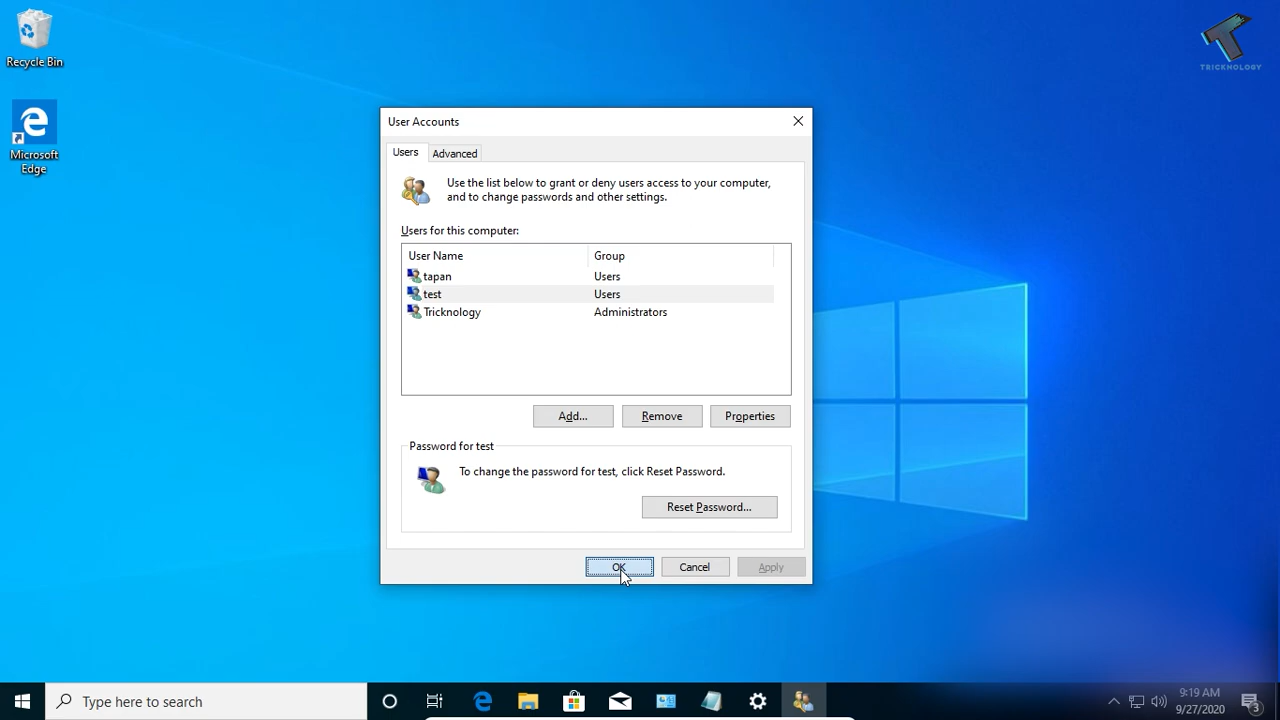 Recycle Bin
TRICKNOLOGY
Microsoft
Edge
User Accounts
Users Advanced
Use the list below to grant or deny users access to your computer,
and to change passwords and other settings.
Users for this computer:
User Name Group
tapan Users
test Users
Tricknology Administrators
Add... Remove Properties
Password for test
To change the password for test, click Reset Password.
Reset Password...
OK Cancel Apply
Type here to search
9:19 AM
9/27/2020
3